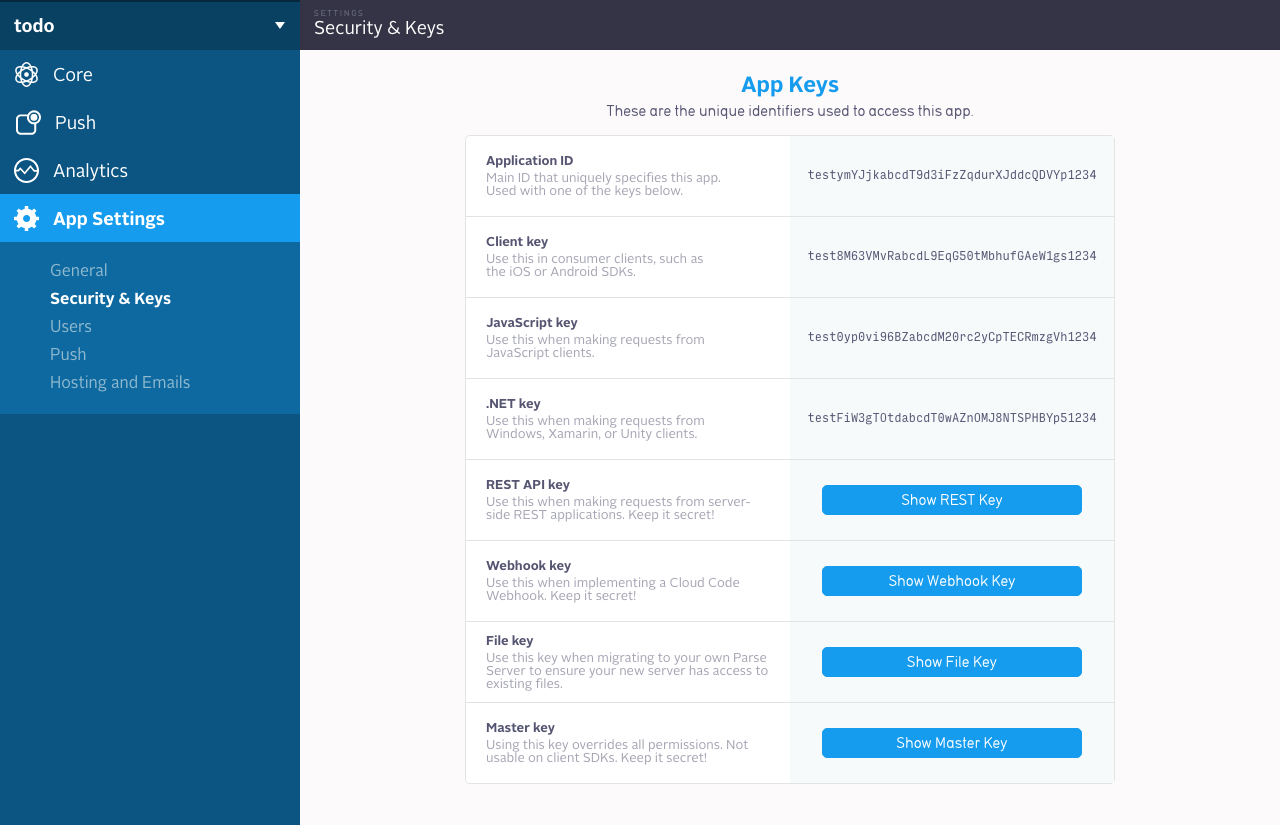 todo
SETTINGS
Security & Keys
Core
Push
Analytics
App Settings
General
Security & Keys
Users
Push
Hosting and Emails
App Keys
These are the unique identifiers used to access this app.
Application ID
Main ID that uniquely specifies this app.
Used with one of the keys below.
testymYJjkabcdT9d3iFzZqdurXJddcQDVYp1234
Client key
Use this in consumer clients, such as
the iOS or Android SDKs.
test8M63VMvRabcdL9EqG50tMbhufGAeW1gs1234
JavaScript key
Use this when making requests from
JavaScript clients.
test0yp0vi96BZabcdM20rc2yCpTECRmzgVh1234
.NET key
Use this when making requests from
Windows, Xamarin, or Unity clients.
testFiW3gTOtdabcdT0wAZnOMJ8NTSPHBYp51234
REST API key
Use this when making requests from server-
side REST applications. Keep it secret!
Show REST Key
Webhook key
Use this when implementing a Cloud Code
Webhook. Keep it secret!
Show Webhook Key
File key
Use this key when migrating to your own Parse
Server to ensure your new server has access to
existing files.
Show File Key
Master key
Using this key overrides all permissions. Not
usable on client SDKs. Keep it secret!
Show Master Key